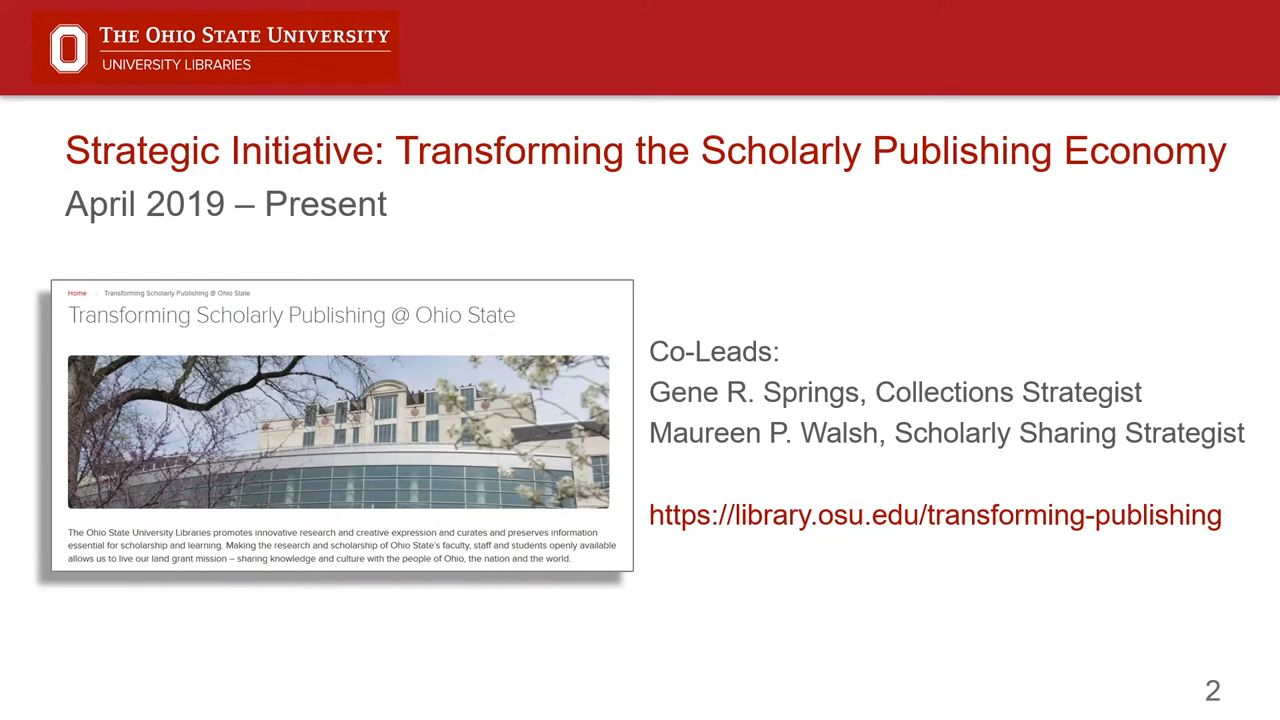 THE OHIO STATE UNIVERSITY
UNIVERSITY LIBRARIES
Strategic Initiative: Transforming the Scholarly Publishing Economy
April 2019 – Present
Home Transforming Scholarly Publishing @ Ohio State
Transforming Scholarly Publishing @ Ohio State
The Ohio State University Libraries promotes innovative research and creative expression and curates and preserves information
essential for scholarship and learning. Making the research and scholarship of Ohio State's faculty, staff and students openly available
allows us to live our land grant mission – sharing knowledge and culture with the people of Ohio, the nation and the world.
Co-Leads:
Gene R. Springs, Collections Strategist
Maureen P. Walsh, Scholarly Sharing Strategist
https://library.osu.edu/transforming-publishing
2